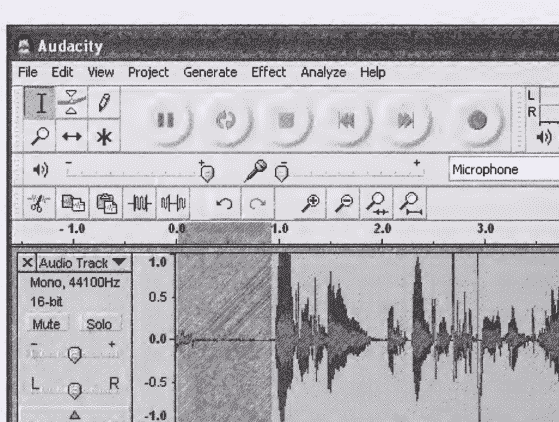 Audacity
File Edit View Project Generate Effect Analyze Help
L
R
Microphone
- 1.0 0.0 1.0 2.0 3.0
Audio Track
Mono, 44100Hz
16-bit
Mute Solo
- +
L R
1.0
0.5
0.0
-0.5
-1.0